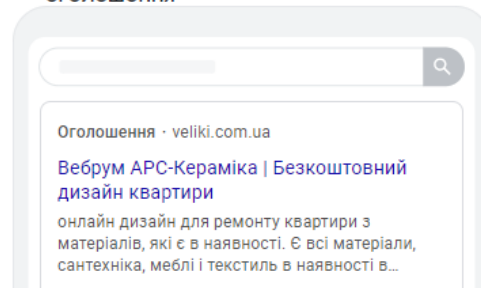 Оголошення · veliki.com.ua
Вебрум АРС-Кераміка | Безкоштовний
дизайн квартири
онлайн дизайн для ремонту квартири з
матеріалів, які є в наявності. Є всі матеріали,
сантехніка, меблі і текстиль в наявності в...